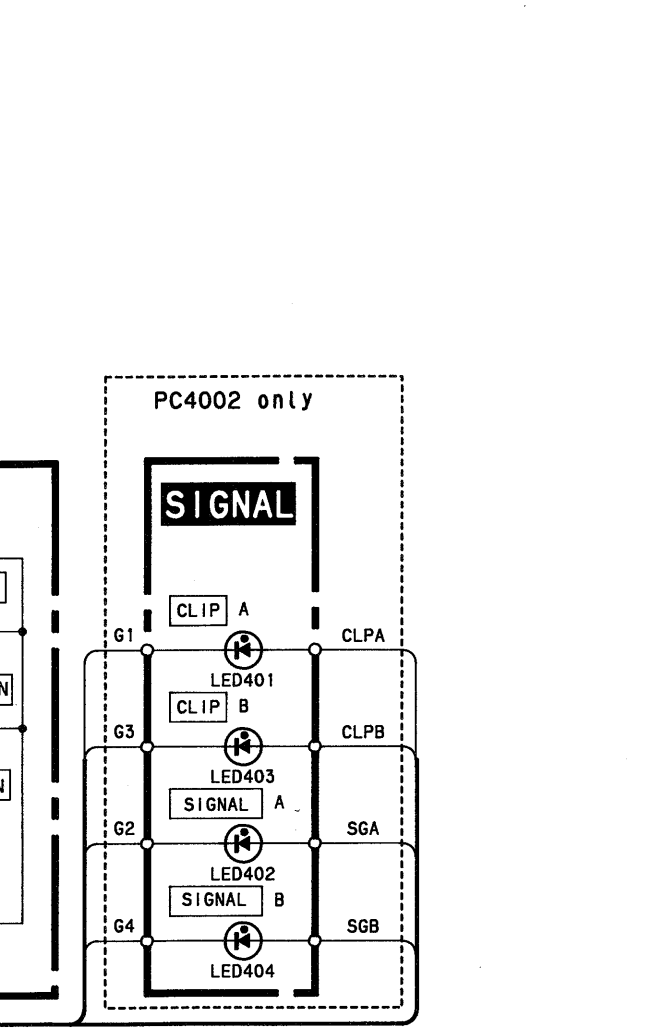 PC4002 only
SIGNAL
CLIP A
G1 CLPA
LED401
CLIP B
G3 CLPB
LED403
SIGNAL A
G2 SGA
LED402
SIGNAL B
G4 SGB
LED404
N